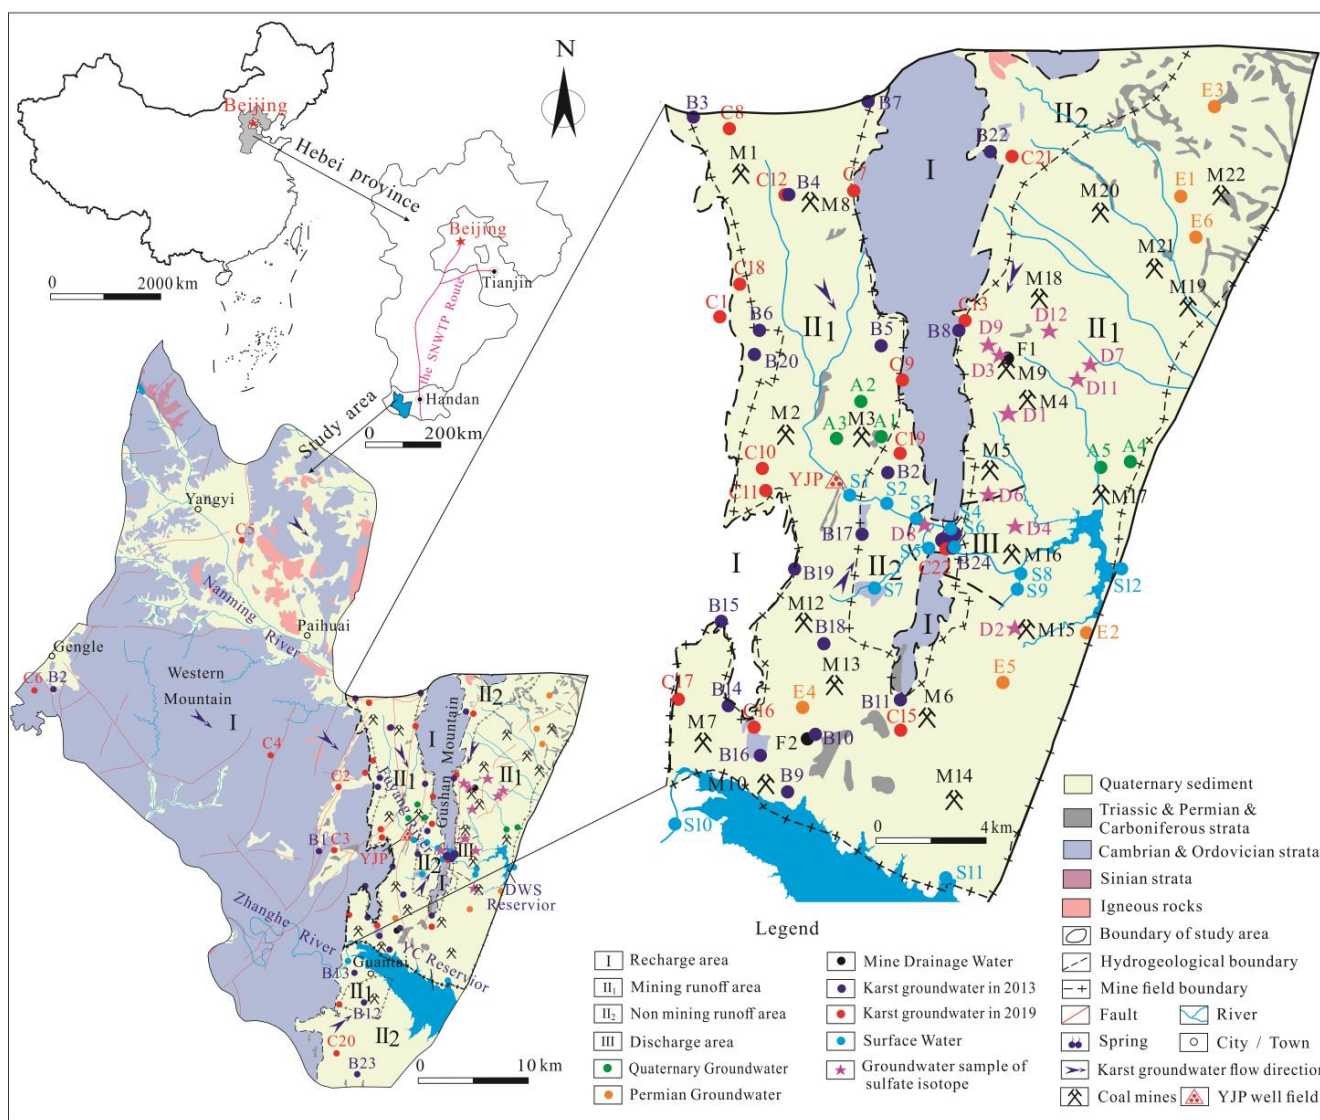 N
Beijing
Hebei province
0 2000km
Beijing
Tianjin
the SNWTP Route
Handan
Study area
0 200km
Yangyi
C5
Nanming River
Paihuai
Gengle
C6
B2
Western
Mountain
I
C4
C2
B1
C3
YJP
Fuyang
Gushan Mountain
I
II1
II2
II1
III
II2
I
DWS
Reservior
Zhanghe River
YC Reservior
Guantai
B13
II1
B12
C20
II2
B23
0 10 km
B3
C8
B7
M1
C12
B4
M8
C7
I
B22
C21
II2
E3
M20
E1
M22
E6
M21
M19
C18
C1
B6
B20
II1
B5
C13
B8
M18
D12
II1
D9
F1
D3
M9
D7
D11
M4
D1
C9
A2
M2
A3
M3
A1
C19
B21
C10
C11
YJP
S1
S2
S3
S4
S6
M5
D6
A5
A4
M17
D8
D4
B17
S5
III
M16
C22
B24
I
II2
B19
S7
S8
S9
S12
B15
M12
B18
I
D2
M15
E2
M13
E5
C17
B14
E4
B11
M6
C16
C15
M7
F2
B10
B16
M10
B9
M14
S10
S11
0 4 km
Legend
I Recharge area
II1 Mining runoff area
II2 Non mining runoff area
III Discharge area
Quaternary Groundwater
Permian Groundwater
Mine Drainage Water
Karst groundwater in 2013
Karst groundwater in 2019
Surface Water
Groundwater sample of
sulfate isotope
Quaternary sediment
Triassic & Permian &
Carboniferous strata
Cambrian & Ordovician strata
Sinian strata
Igneous rocks
Boundary of study area
Hydrogeological boundary
Mine field boundary
Fault
River
Spring
City / Town
Karst groundwater flow direction
Coal mines
YJP well field